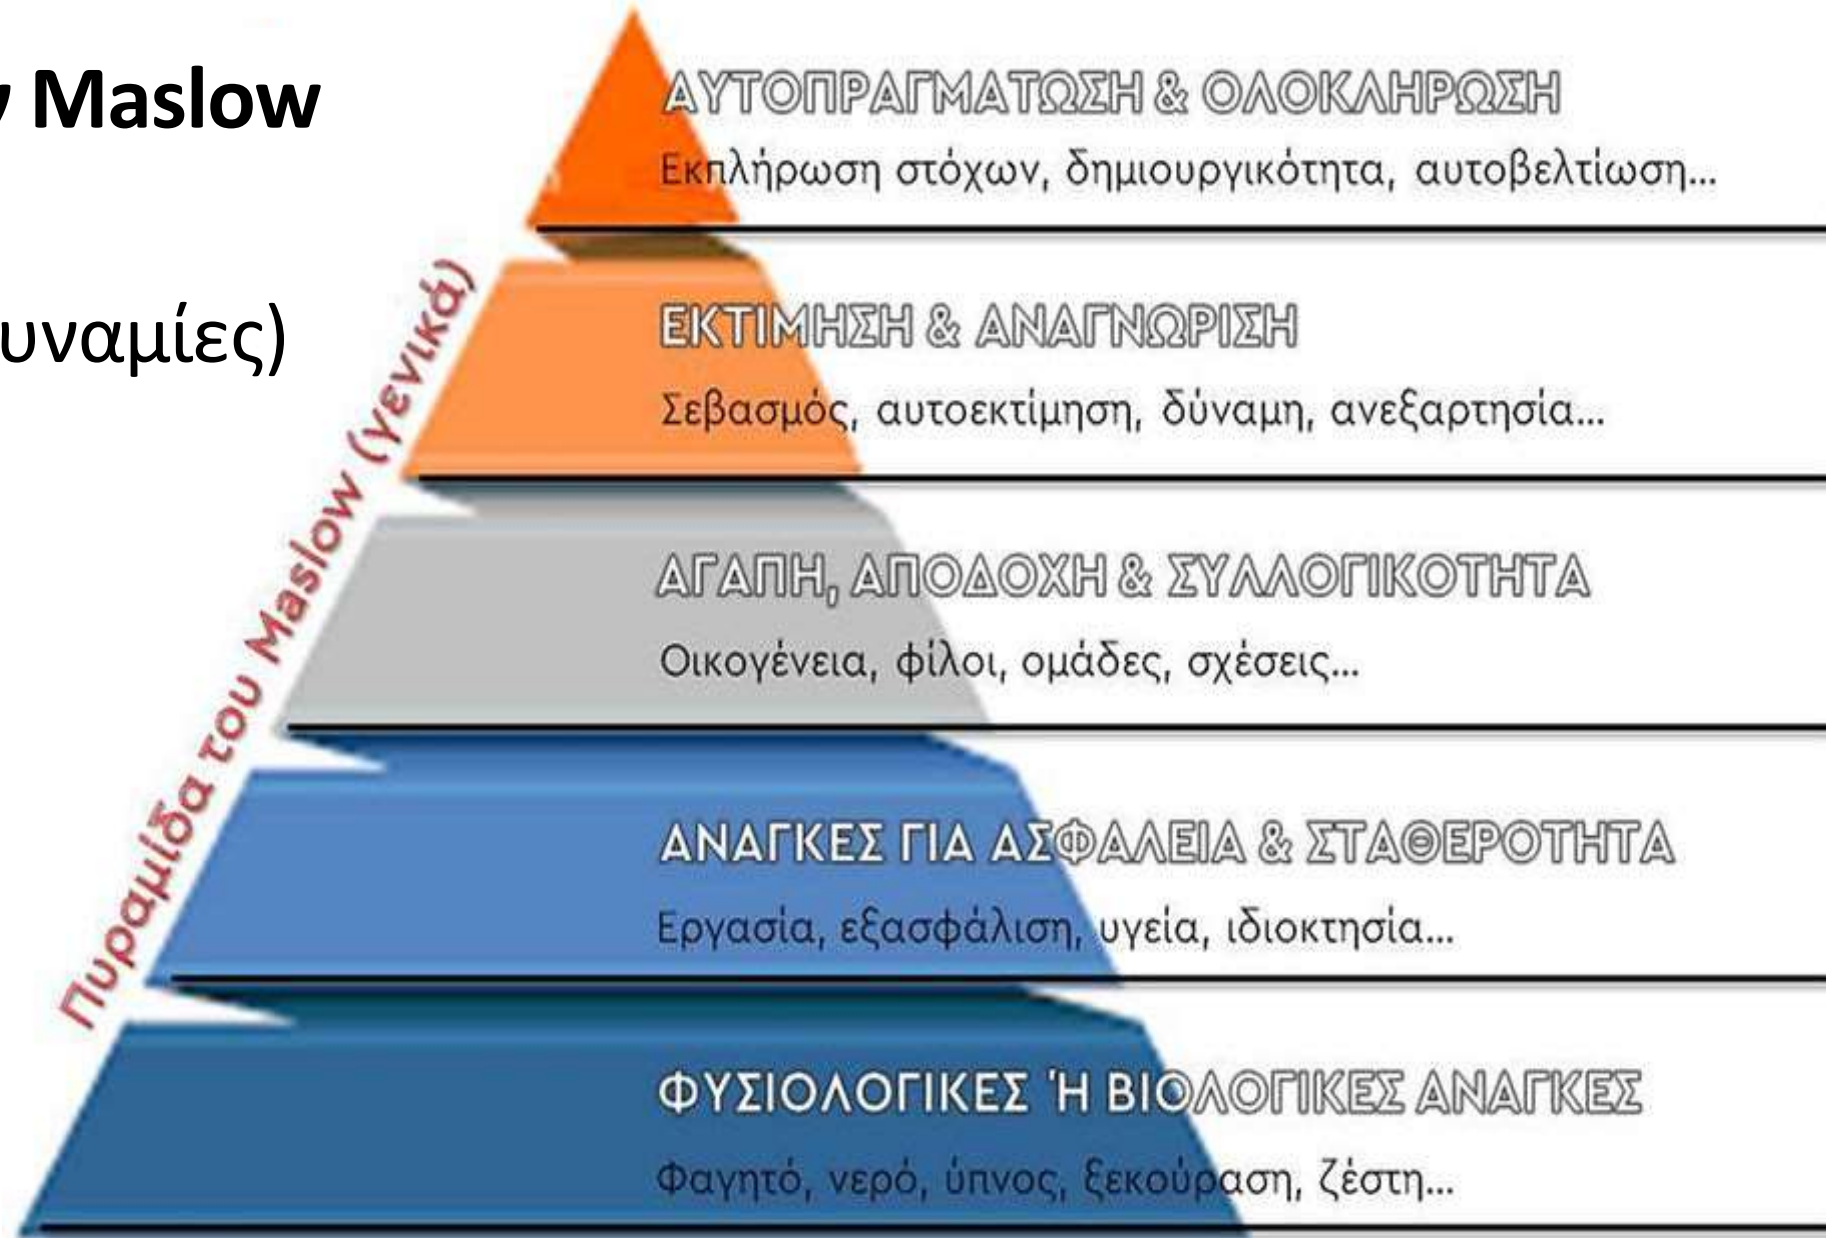 Maslow
ΑΥΤΟΠΡΑΓΜΑΤΩΣΗ & ΟΛΟΚΛΗΡΩΣΗ
Εκπλήρωση στόχων, δημιουργικότητα, αυτοβελτίωση...
υναμίες)
Πυραμίδα του Maslow (γενικά)
ΕΚΤΙΜΗΣΗ & ΑΝΑΓΝΩΡΙΣΗ
Σεβασμός, αυτοεκτίμηση, δύναμη, ανεξαρτησία...
ΑΓΑΠΗ, ΑΠΟΔΟΧΗ & ΣΥΛΛΟΓΙΚΟΤΗΤΑ
Οικογένεια, φίλοι, ομάδες, σχέσεις...
ΑΝΑΓΚΕΣ ΓΙΑ ΑΣΦΑΛΕΙΑ & ΣΤΑΘΕΡΟΤΗΤΑ
Εργασία, εξασφάλιση, υγεία, ιδιοκτησία...
ΦΥΣΙΟΛΟΓΙΚΕΣ Ή ΒΙΟΛΟΓΙΚΕΣ ΑΝΑΓΚΕΣ
Φαγητό, νερό, ύπνος, ξεκούραση, ζέστη...